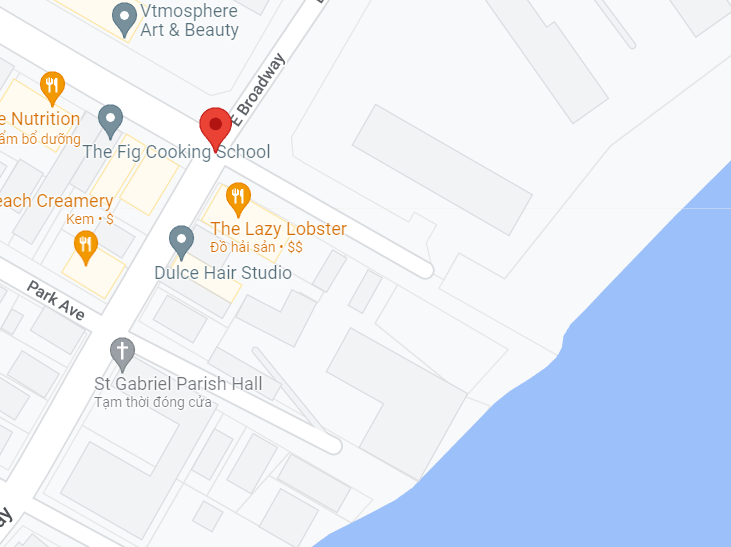 Vtmosphere
Art & Beauty
E Broadway
e Nutrition
ẩm bổ dưỡng
The Fig Cooking School
each Creamery
Kem • $
The Lazy Lobster
Đồ hải sản • $$
Dulce Hair Studio
Park Ave
St Gabriel Parish Hall
Tạm thời đóng cửa
ay